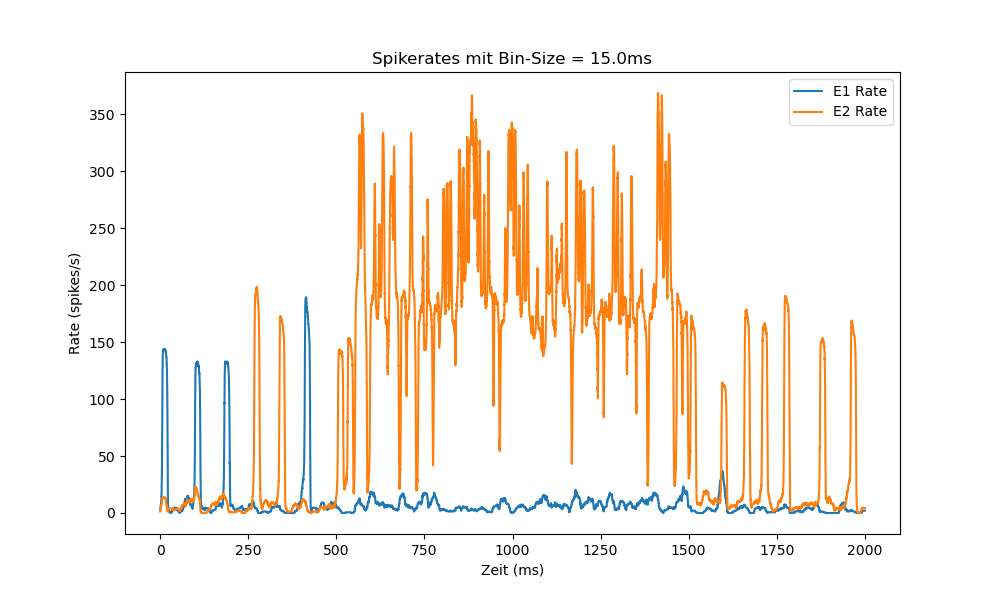 Spikerates mit Bin-Size = 15.0ms
E1 Rate
E2 Rate
Rate (spikes/s)
350
300
250
200
150
100
50
0
0 250 500 750 1000 1250 1500 1750 2000
Zeit (ms)